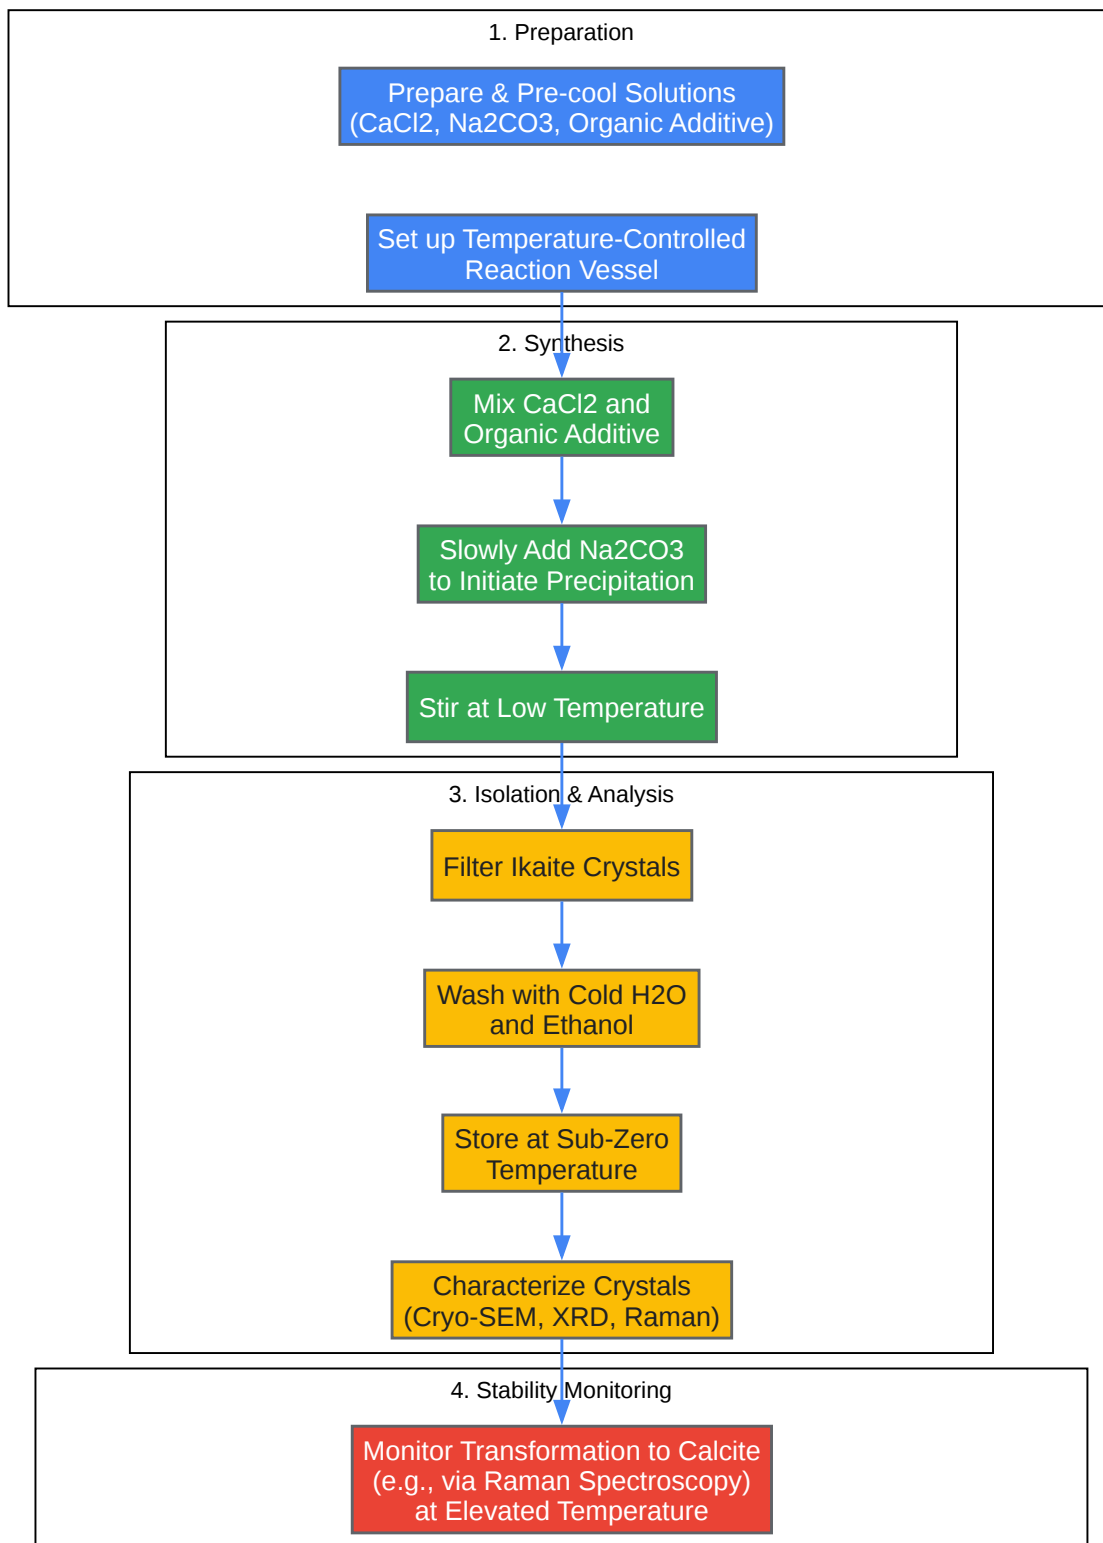 1. Preparation
Prepare & Pre-cool Solutions
(CaCl2, Na2CO3, Organic Additive)
Set up Temperature-Controlled
Reaction Vessel
2. Synthesis
Mix CaCl2 and
Organic Additive
Slowly Add Na2CO3
to Initiate Precipitation
Stir at Low Temperature
3. Isolation & Analysis
Filter Ikaite Crystals
Wash with Cold H2O
and Ethanol
Store at Sub-Zero
Temperature
Characterize Crystals
(Cryo-SEM, XRD, Raman)
4. Stability Monitoring
Monitor Transformation to Calcite
(e.g., via Raman Spectroscopy)
at Elevated Temperature